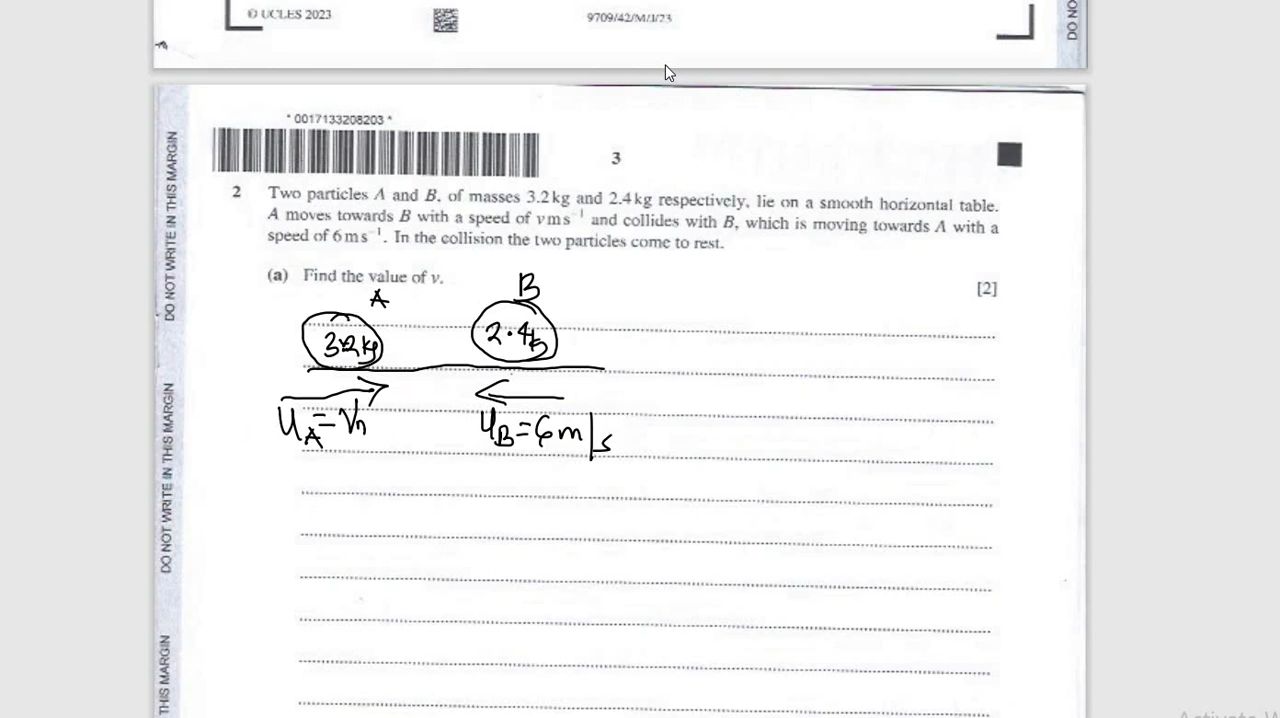 © UCLES 2023
9709/42/M/J/23
DO NO
* 0017133208203 *
3
DO NOT WRITE IN THIS MARGIN
2 Two particles A and B, of masses 3.2 kg and 2.4 kg respectively, lie on a smooth horizontal table.
A moves towards B with a speed of v m s⁻¹ and collides with B, which is moving towards A with a
speed of 6 m s⁻¹. In the collision the two particles come to rest.
(a) Find the value of v.
[2]
A
B
3.2kg
2.4kg
DO NOT WRITE IN THIS MARGIN
U_A =
U_B = 6m/s
THIS MARGIN